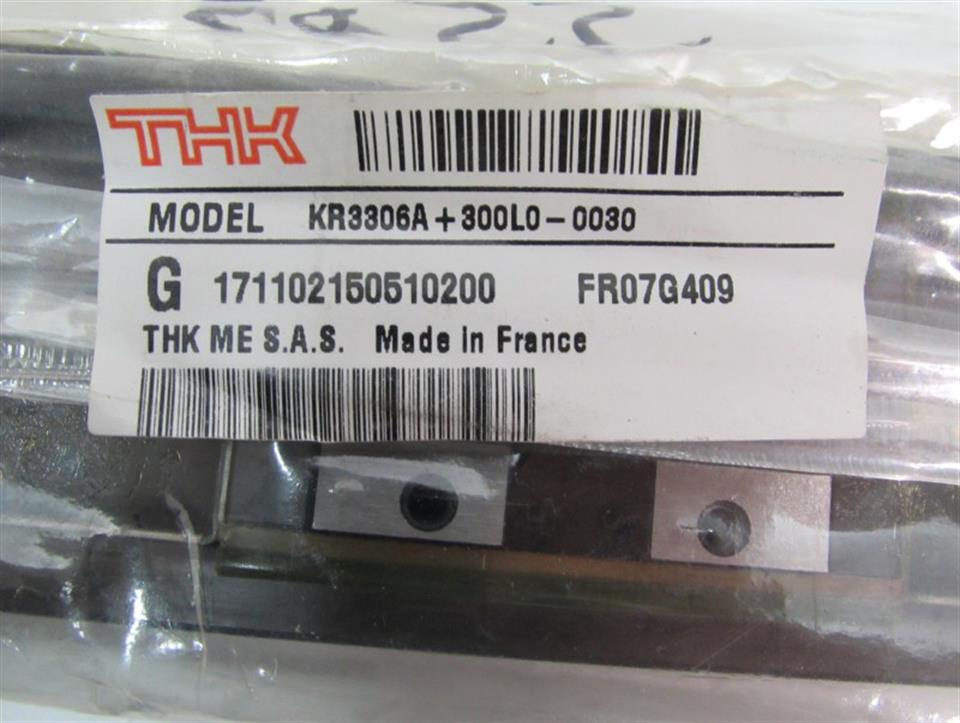 THK
MODEL KR3306A+300L0-0030
G 171102150510200 FR07G409
THK ME S.A.S. Made in France